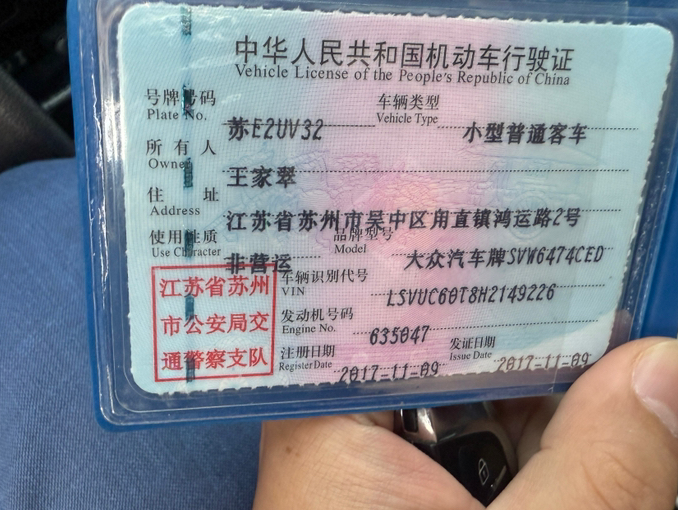 中华人民共和国机动车行驶证
Vehicle License of the People's Republic of China
号牌号码 苏E2UV32 车辆类型 小型普通客车
Plate No. Vehicle Type
所有人 王家翠
Owner
住址 江苏省苏州市吴中区甪直镇鸿运路2号
Address
使用性质 非营运 品牌型号 大众汽车牌SVW6474CED
Use Character Model
江苏省苏州
市公安局交
通警察支队
车辆识别代号 LSVUC60T8H2149226
VIN
发动机号码 635047
Engine No.
注册日期 2017-11-09 发证日期 2017-11-09
Register Date Issue Date